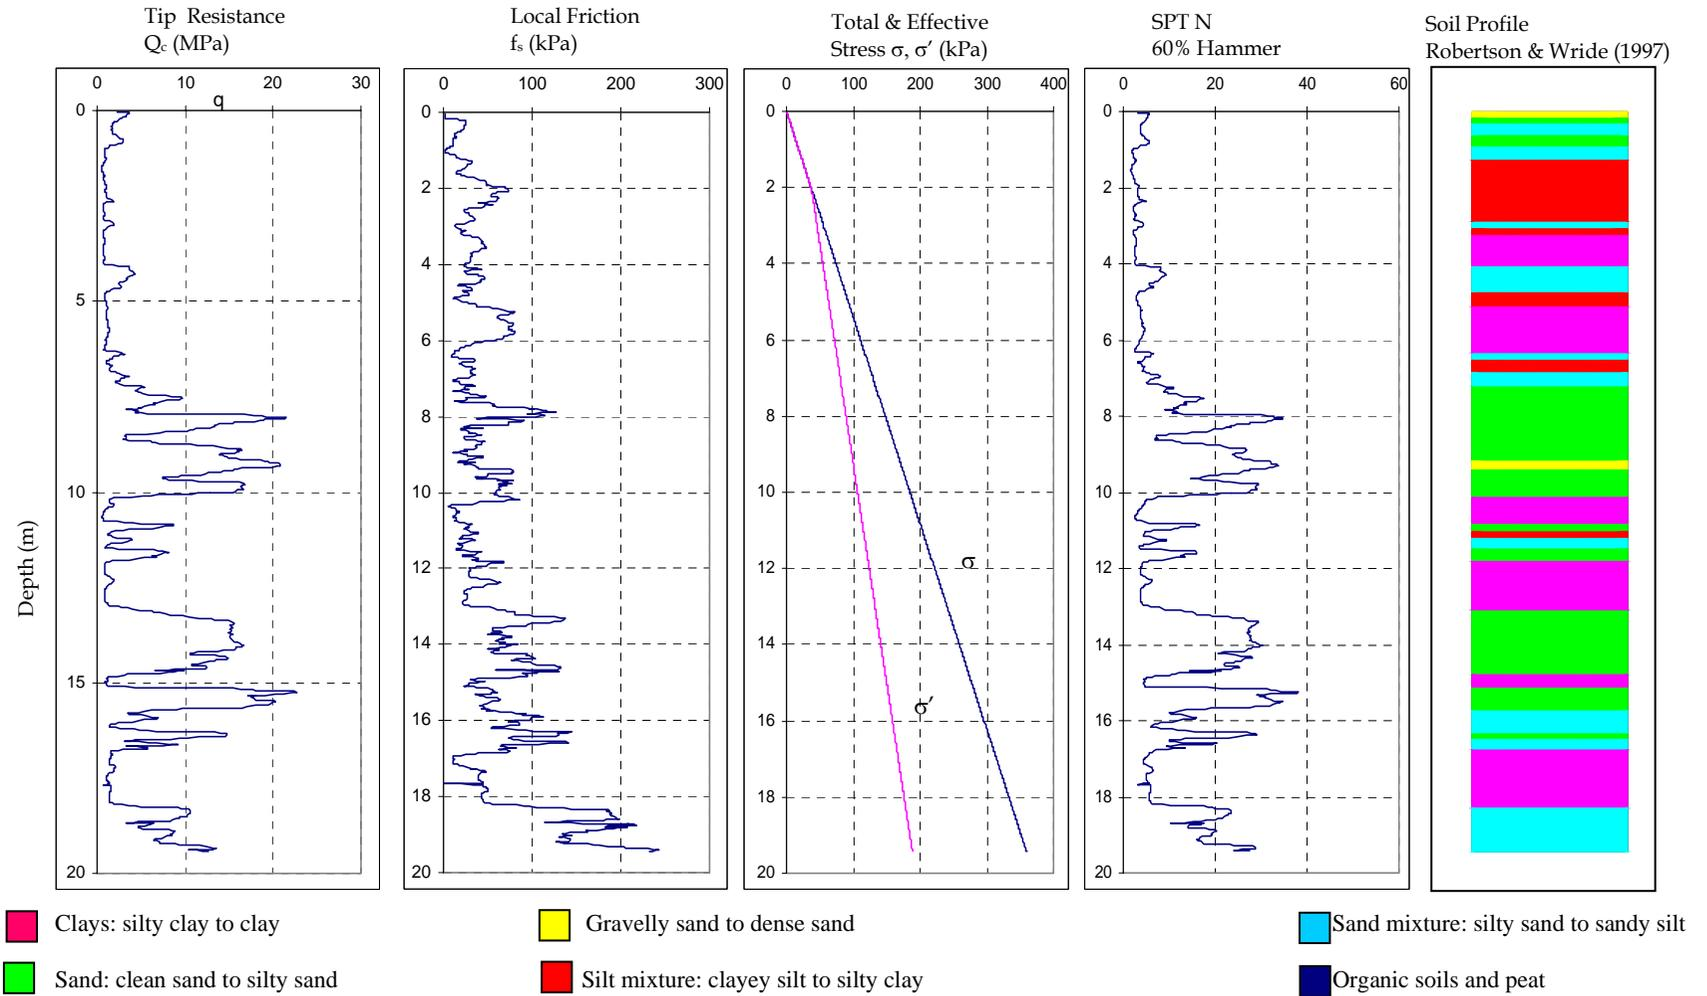 Tip Resistance
Qc (MPa)
0 10 20 30
q
0
5
10
15
20
Depth (m)
Local Friction
fs (kPa)
0 100 200 300
0
2
4
6
8
10
12
14
16
18
20
Total & Effective
Stress σ, σ′ (kPa)
0 100 200 300 400
0
2
4
6
8
10
12
14
16
18
20
σ
σ′
SPT N
60% Hammer
0 20 40 60
0
2
4
6
8
10
12
14
16
18
20
Soil Profile
Robertson & Wride (1997)
Clays: silty clay to clay
Gravelly sand to dense sand
Sand mixture: silty sand to sandy silt
Sand: clean sand to silty sand
Silt mixture: clayey silt to silty clay
Organic soils and peat